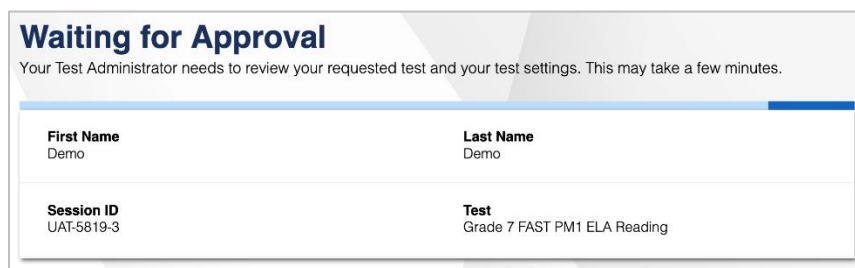 Waiting for Approval
Your Test Administrator needs to review your requested test and your test settings. This may take a few minutes.
First Name
Demo
Last Name
Demo
Session ID
UAT-5819-3
Test
Grade 7 FAST PM1 ELA Reading